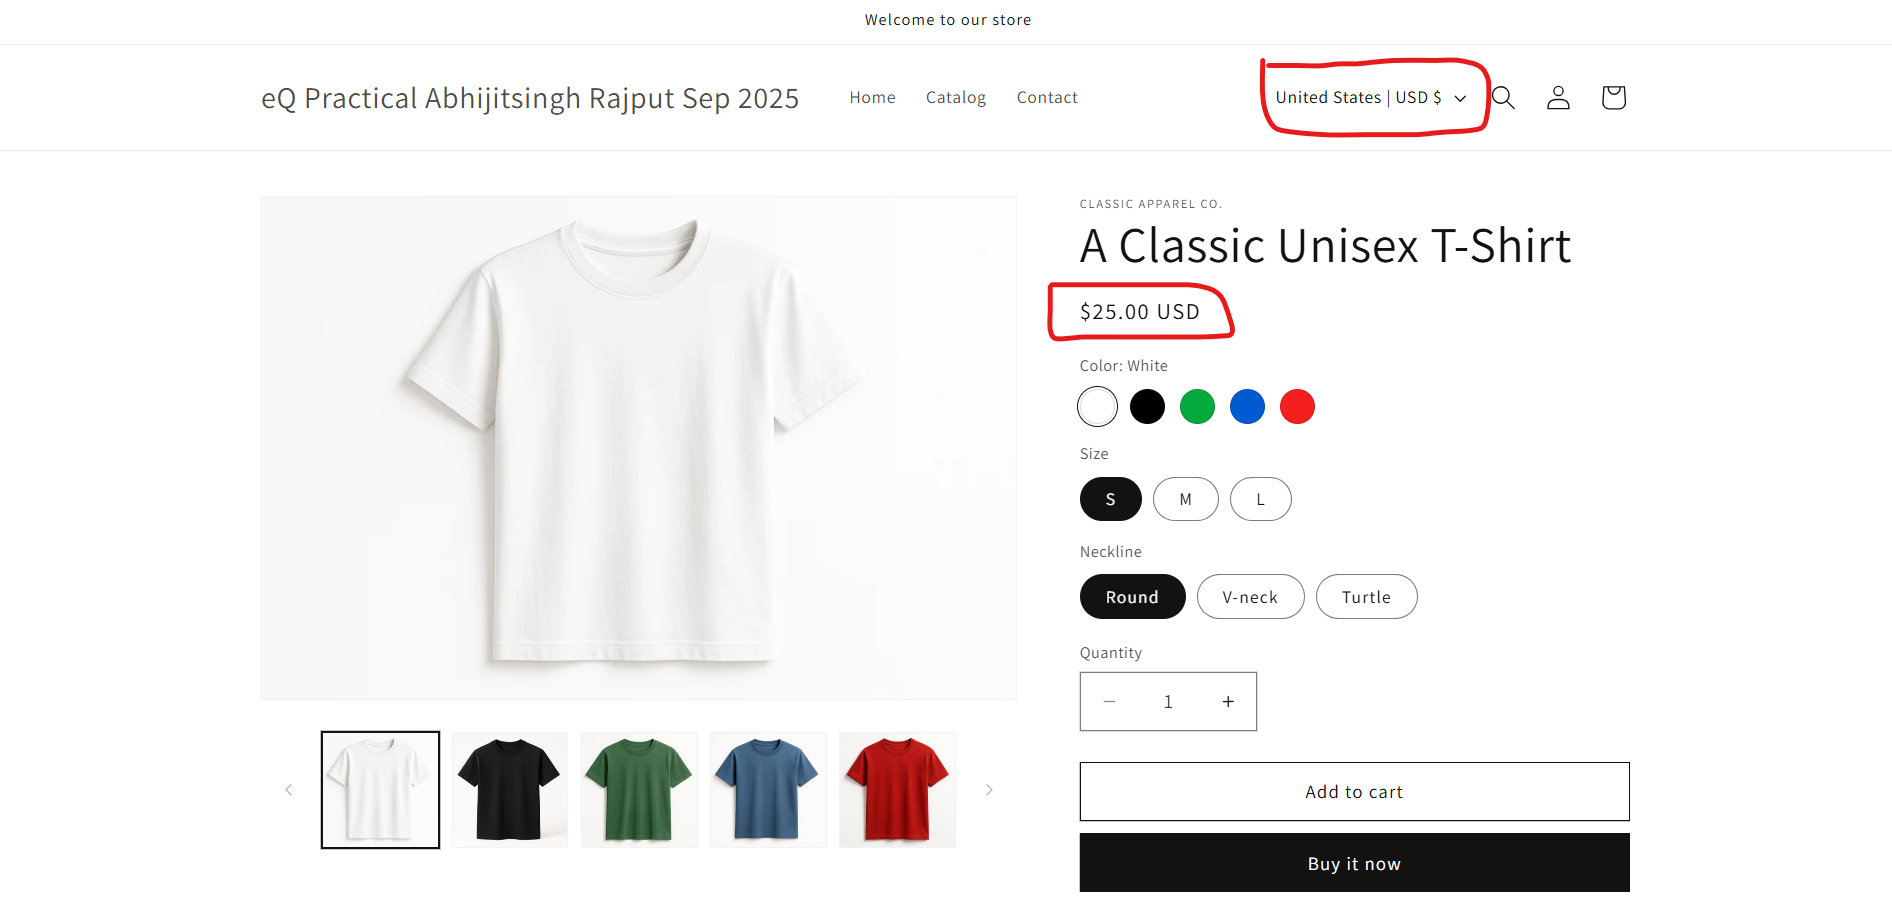 Welcome to our store
eQ Practical Abhijitsingh Rajput Sep 2025
Home
Catalog
Contact
United States | USD $
CLASSIC APPAREL CO.
A Classic Unisex T-Shirt
$25.00 USD
Color: White
Size
S
M
L
Neckline
Round
V-neck
Turtle
Quantity
1
Add to cart
Buy it now